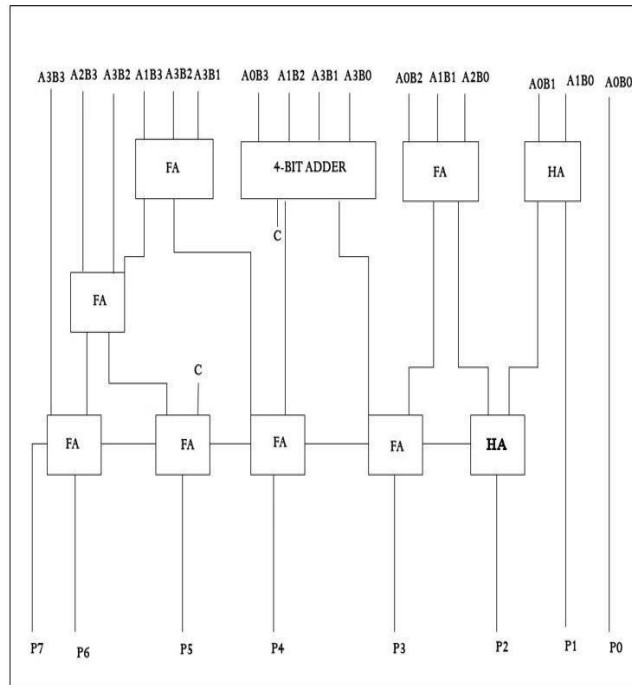 A3B3 A2B3 A3B2 A1B3 A3B2 A3B1 A0B3 A1B2 A3B1 A3B0 A0B2 A1B1 A2B0 A0B1 A1B0 A0B0
FA 4-BIT ADDER FA HA
C
FA
C
FA FA FA FA HA
P7 P6 P5 P4 P3 P2 P1 P0